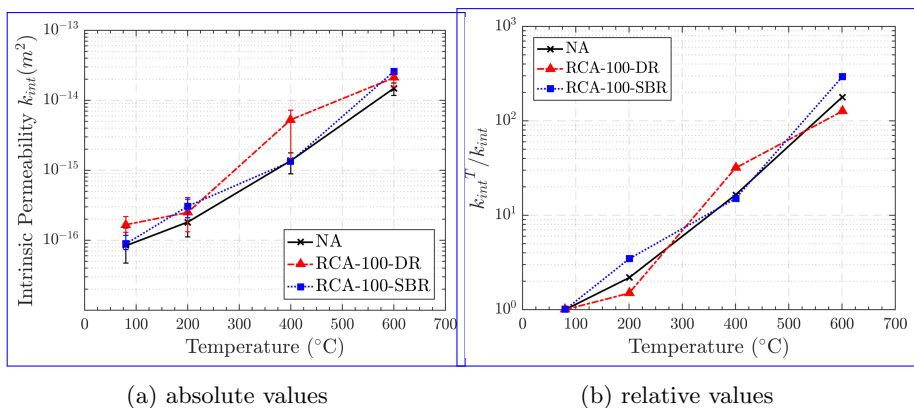 10^-13
10^-14
10^-15
10^-16
Intrinsic Permeability k_int (m^2)
0 100 200 300 400 500 600 700
Temperature (°C)
NA
RCA-100-DR
RCA-100-SBR
(a) absolute values
10^3
10^2
10^1
10^0
k_int^T/k_int
0 100 200 300 400 500 600 700
Temperature (°C)
NA
RCA-100-DR
RCA-100-SBR
(b) relative values